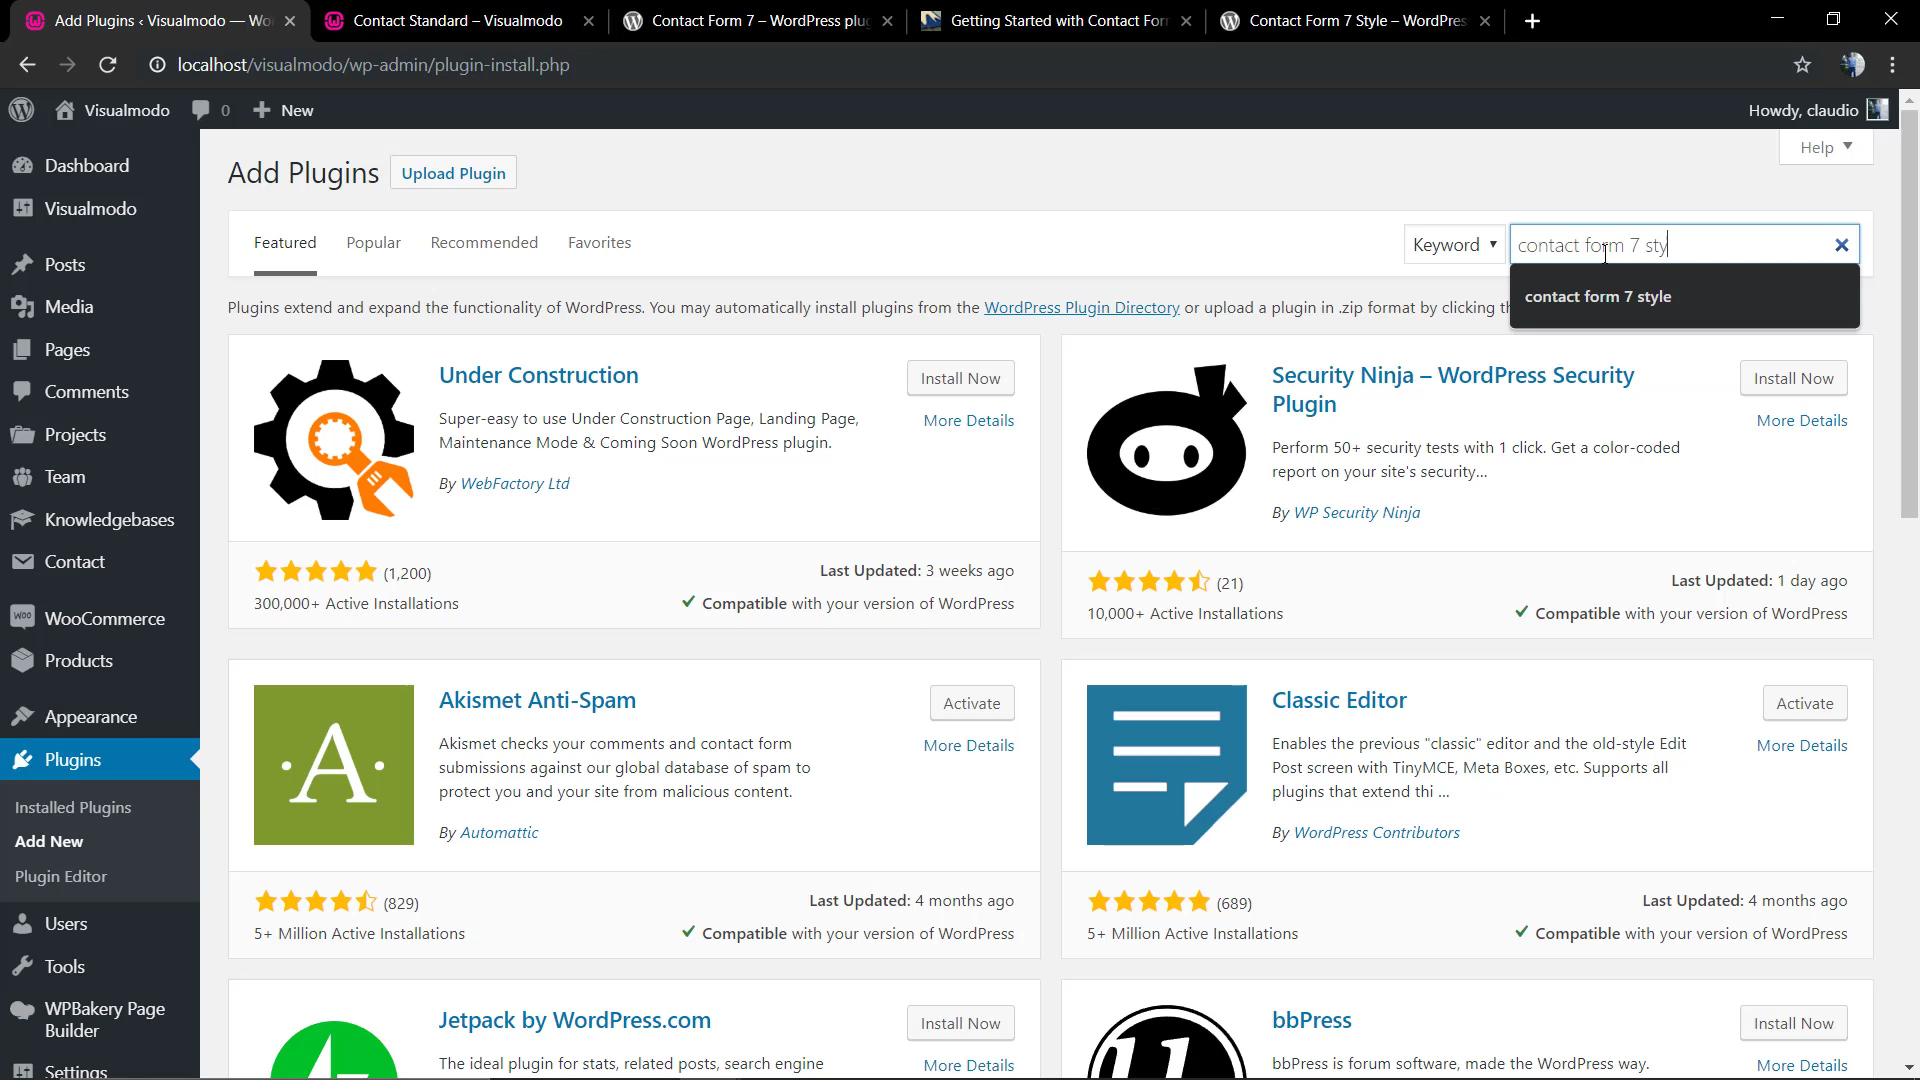 Add Plugins ‹ Visualmodo — Wo
Contact Standard – Visualmodo
Contact Form 7 – WordPress plu
Getting Started with Contact For
Contact Form 7 Style – WordPres
localhost/visualmodo/wp-admin/plugin-install.php
Visualmodo
0
New
Howdy, claudio
Dashboard
Visualmodo
Posts
Media
Pages
Comments
Projects
Team
Knowledgebases
Contact
WOO WooCommerce
Products
Appearance
Plugins
Installed Plugins
Add New
Plugin Editor
Users
Tools
WPBakery Page
Builder
Settings
Help
Add Plugins
Upload Plugin
Featured
Popular
Recommended
Favorites
Keyword
contact form 7 sty
contact form 7 style
Plugins extend and expand the functionality of WordPress. You may automatically install plugins from the WordPress Plugin Directory or upload a plugin in .zip format by clicking
Under Construction
Install Now
More Details
Super-easy to use Under Construction Page, Landing Page,
Maintenance Mode & Coming Soon WordPress plugin.
By WebFactory Ltd
(1,200)
300,000+ Active Installations
Last Updated: 3 weeks ago
Compatible with your version of WordPress
Security Ninja – WordPress Security
Plugin
Install Now
More Details
Perform 50+ security tests with 1 click. Get a color-coded
report on your site's security...
By WP Security Ninja
(21)
10,000+ Active Installations
Last Updated: 1 day ago
Compatible with your version of WordPress
A
Akismet Anti-Spam
Activate
More Details
Akismet checks your comments and contact form
submissions against our global database of spam to
protect you and your site from malicious content.
By Automattic
(829)
5+ Million Active Installations
Last Updated: 4 months ago
Compatible with your version of WordPress
Classic Editor
Activate
More Details
Enables the previous "classic" editor and the old-style Edit
Post screen with TinyMCE, Meta Boxes, etc. Supports all
plugins that extend thi ...
By WordPress Contributors
(689)
5+ Million Active Installations
Last Updated: 4 months ago
Compatible with your version of WordPress
Jetpack by WordPress.com
Install Now
More Details
The ideal plugin for stats, related posts, search engine
bbPress
Install Now
More Details
bbPress is forum software, made the WordPress way.